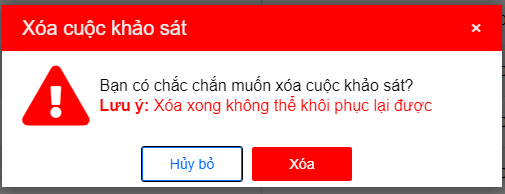 Xóa cuộc khảo sát
×
Bạn có chắc chắn muốn xóa cuộc khảo sát?
Lưu ý: Xóa xong không thể khôi phục lại được
Hủy bỏ
Xóa